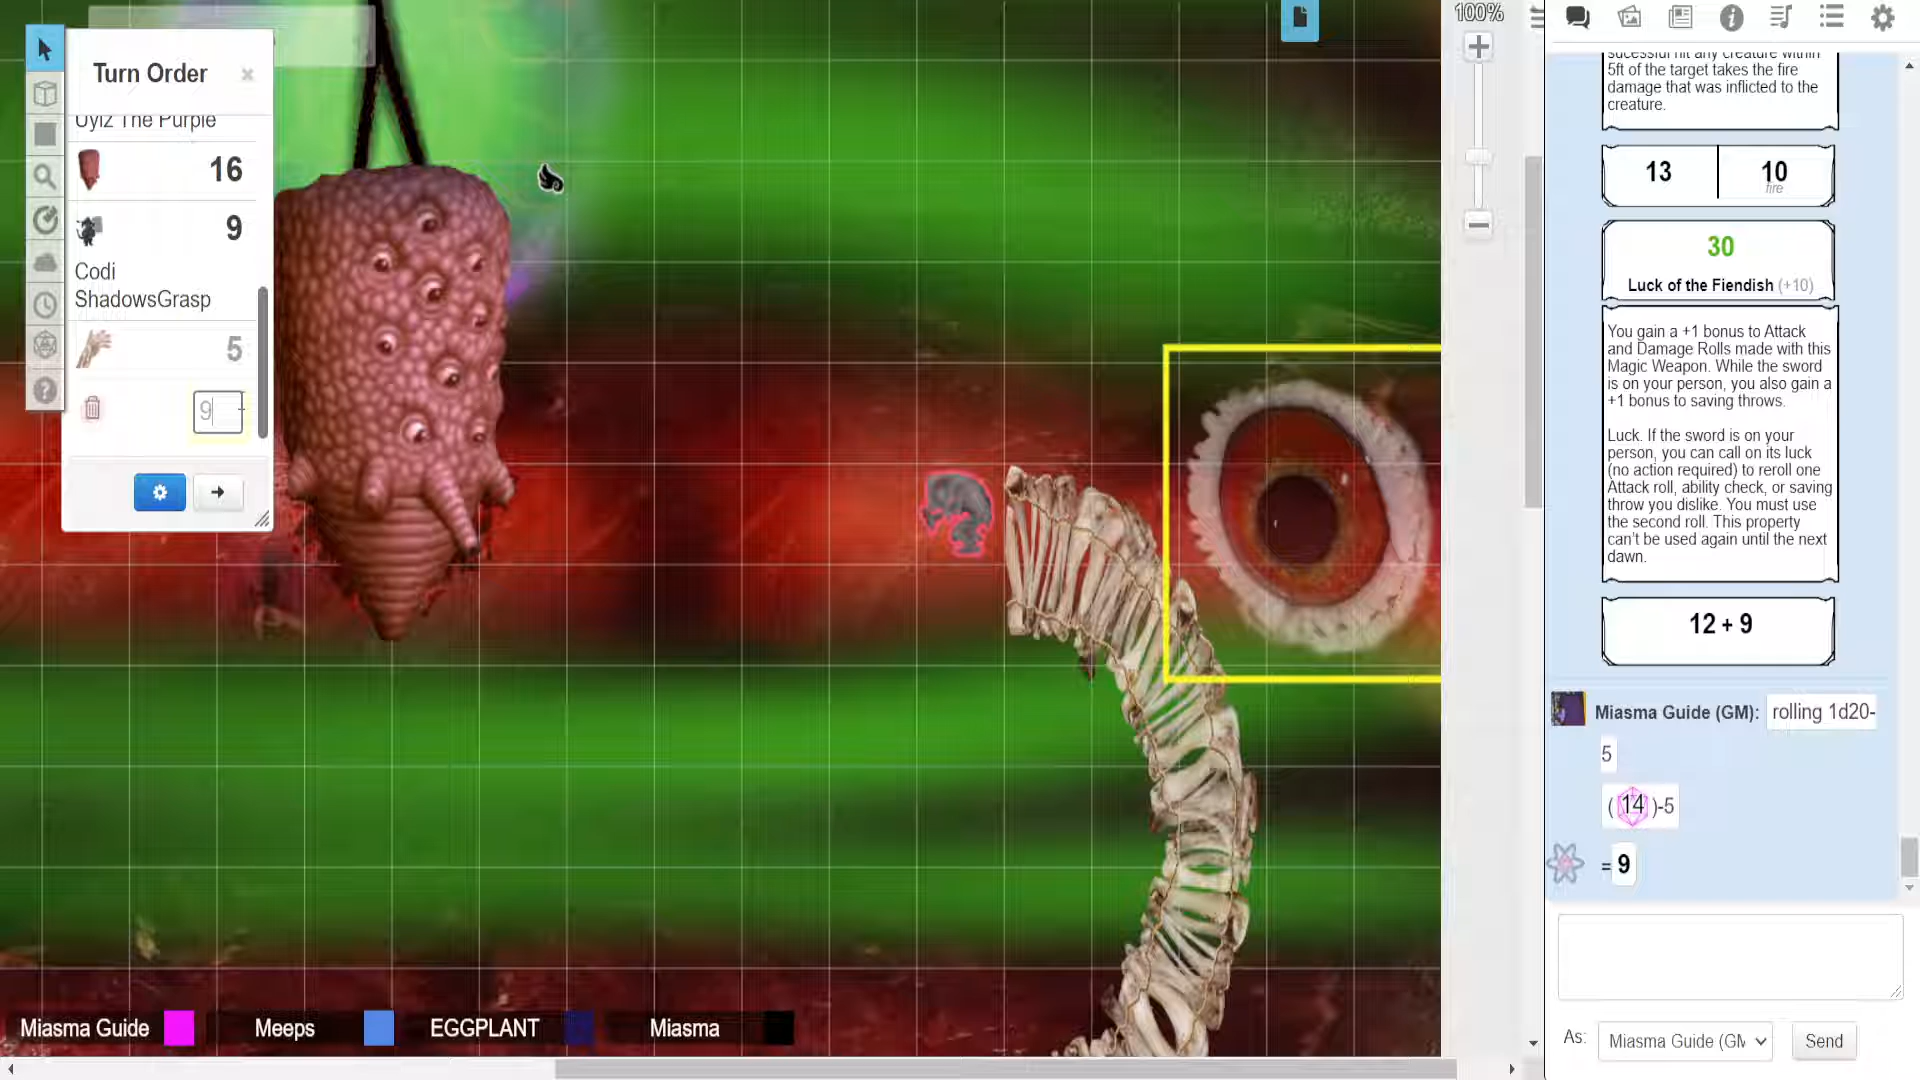 100%
Turn Order
Uylz The Purple
16
9
Codi
ShadowsGrasp
5
9
sucessful hit any creature within
5ft of the target takes the fire
damage that was inflicted to the
creature.
13
10
fire
30
Luck of the Fiendish (+10)
You gain a +1 bonus to Attack
and Damage Rolls made with this
Magic Weapon. While the sword
is on your person, you also gain a
+1 bonus to saving throws.
Luck. If the sword is on your
person, you can call on its luck
(no action required) to reroll one
Attack roll, ability check, or saving
throw you dislike. You must use
the second roll. This property
can't be used again until the next
dawn.
12 + 9
Miasma Guide (GM): rolling 1d20-
5
(14)-5
=9
Miasma Guide
Meeps
EGGPLANT
Miasma
As: Miasma Guide (GM
Send